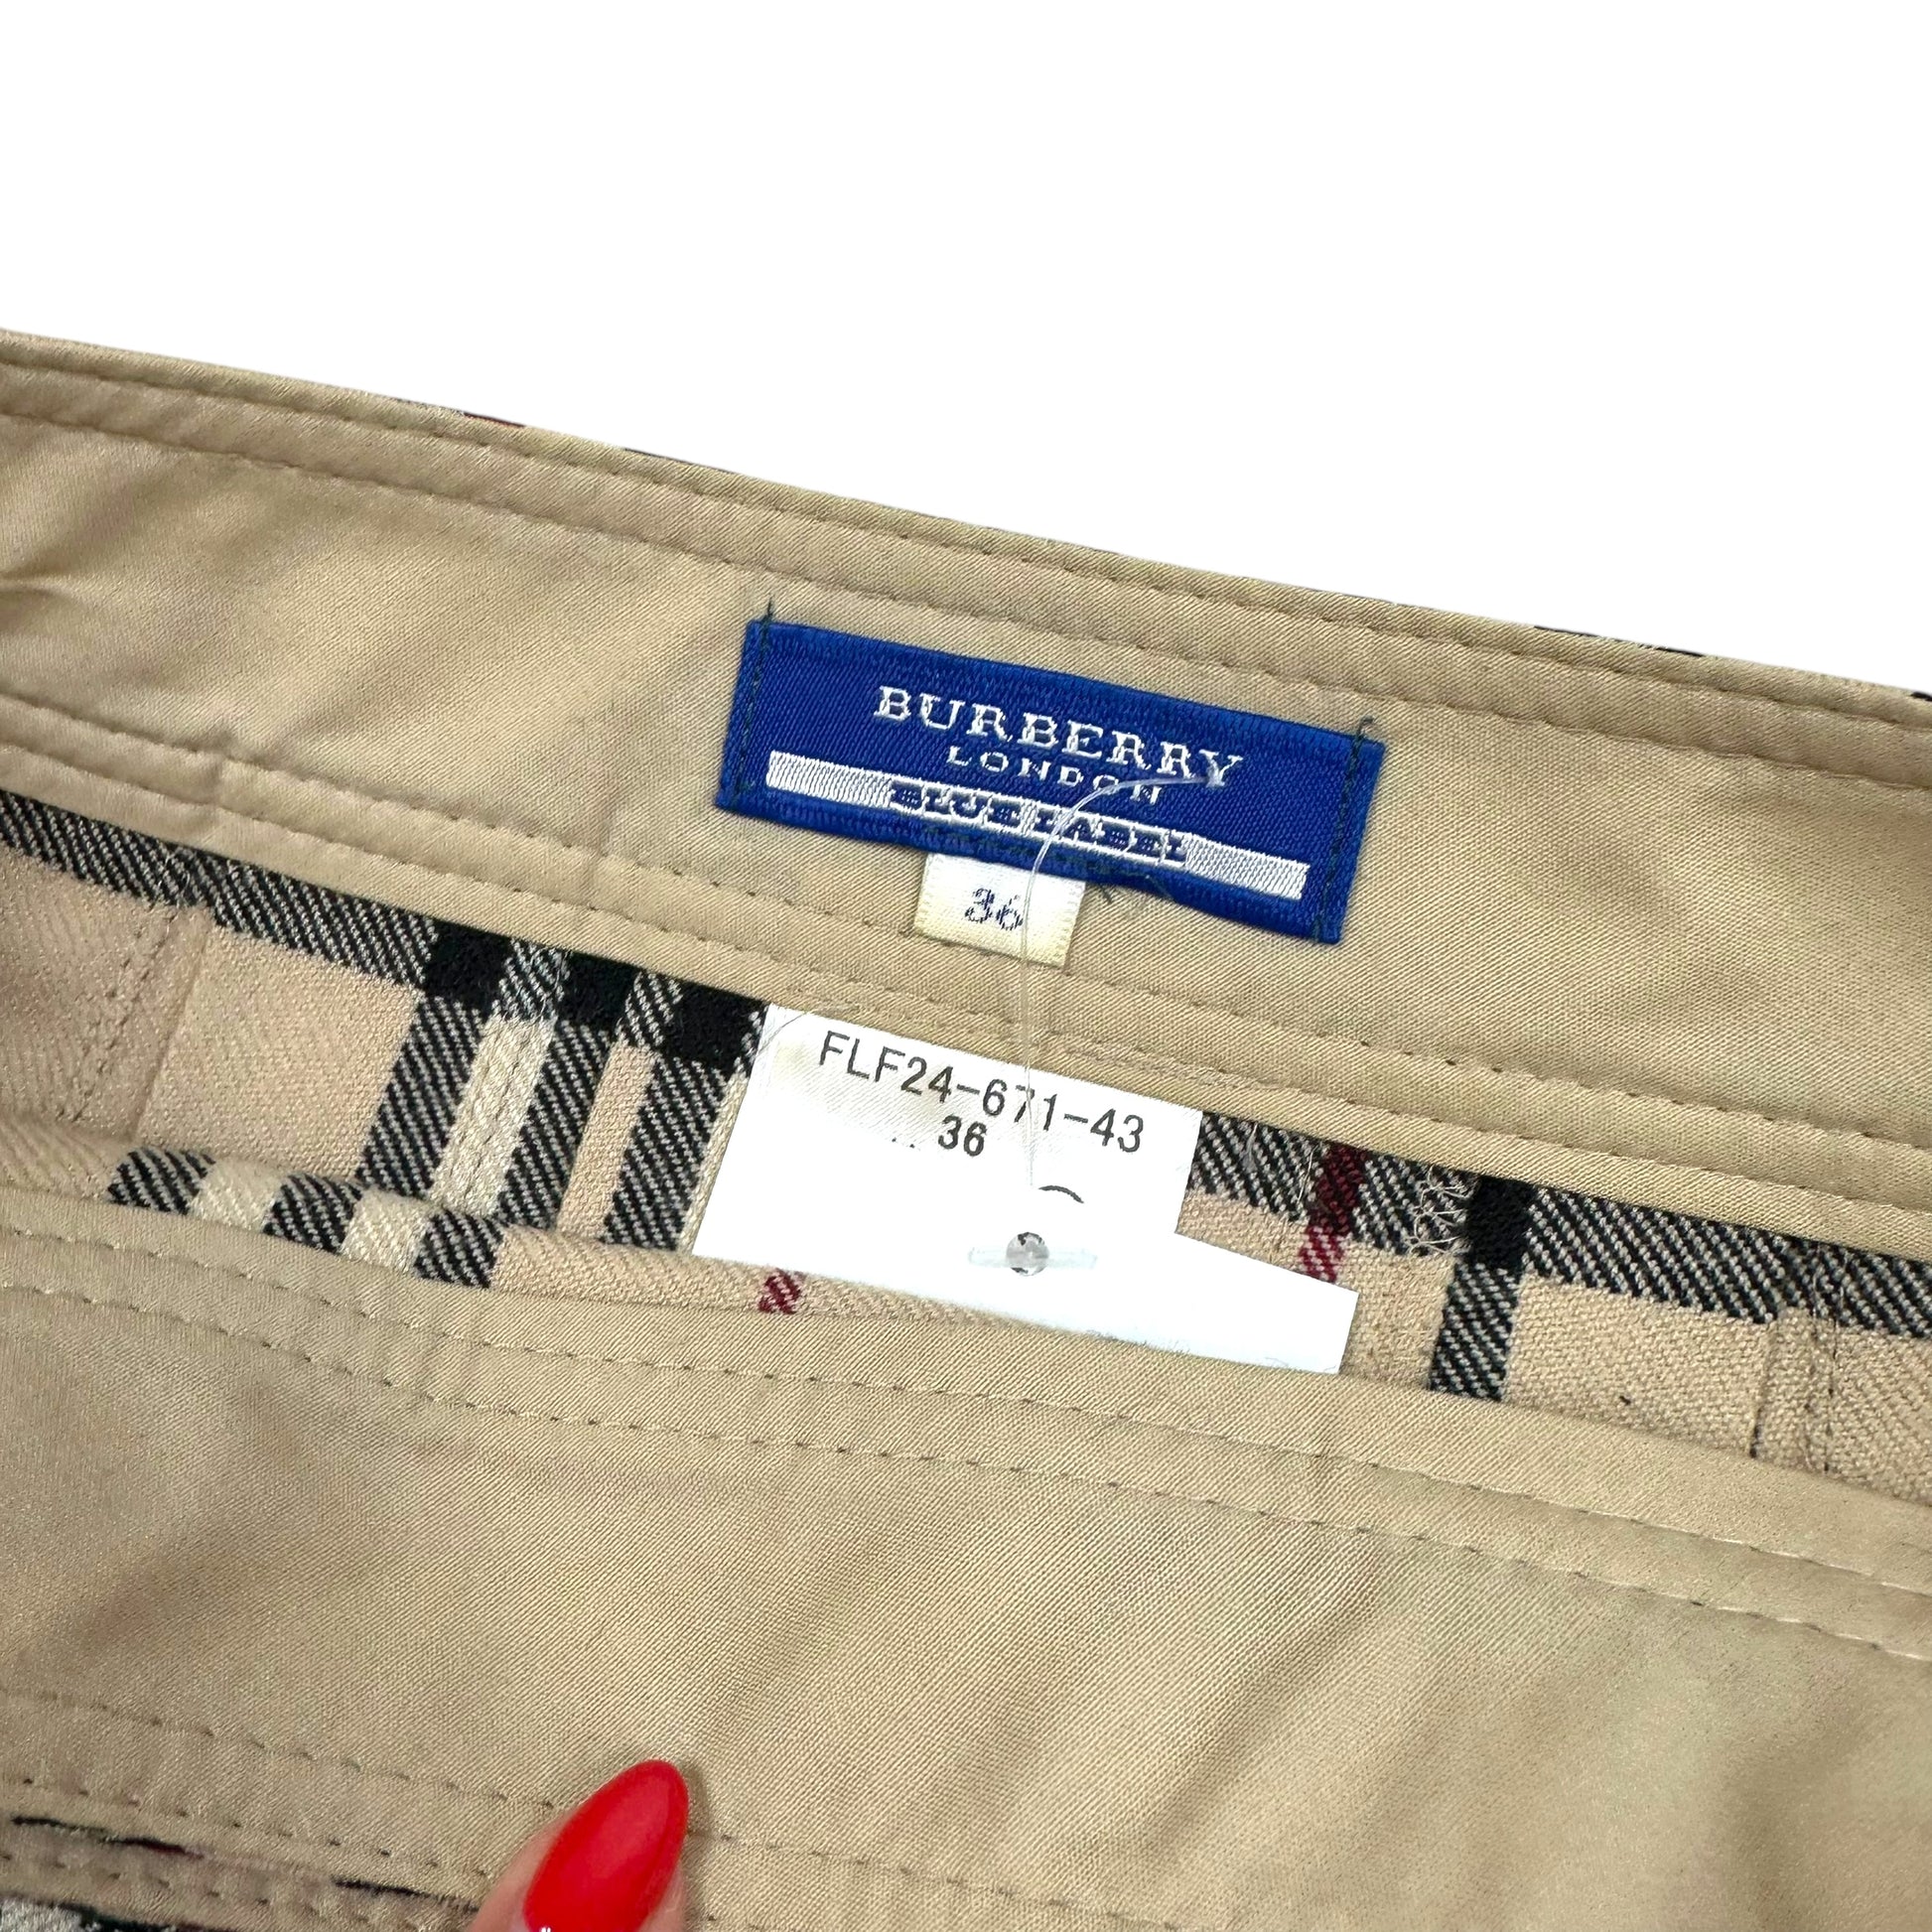 BURBERRY
LONDON
BLUE LABEL
36
FLF24-671-43
36